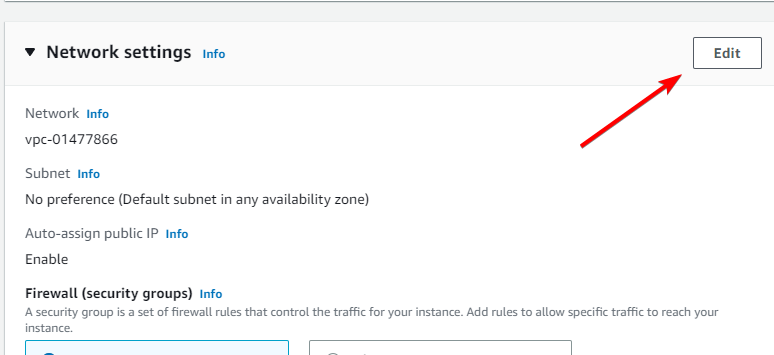 Network settings Info
Edit
Network Info
vpc-01477866
Subnet Info
No preference (Default subnet in any availability zone)
Auto-assign public IP Info
Enable
Firewall (security groups) Info
A security group is a set of firewall rules that control the traffic for your instance. Add rules to allow specific traffic to reach your
instance.